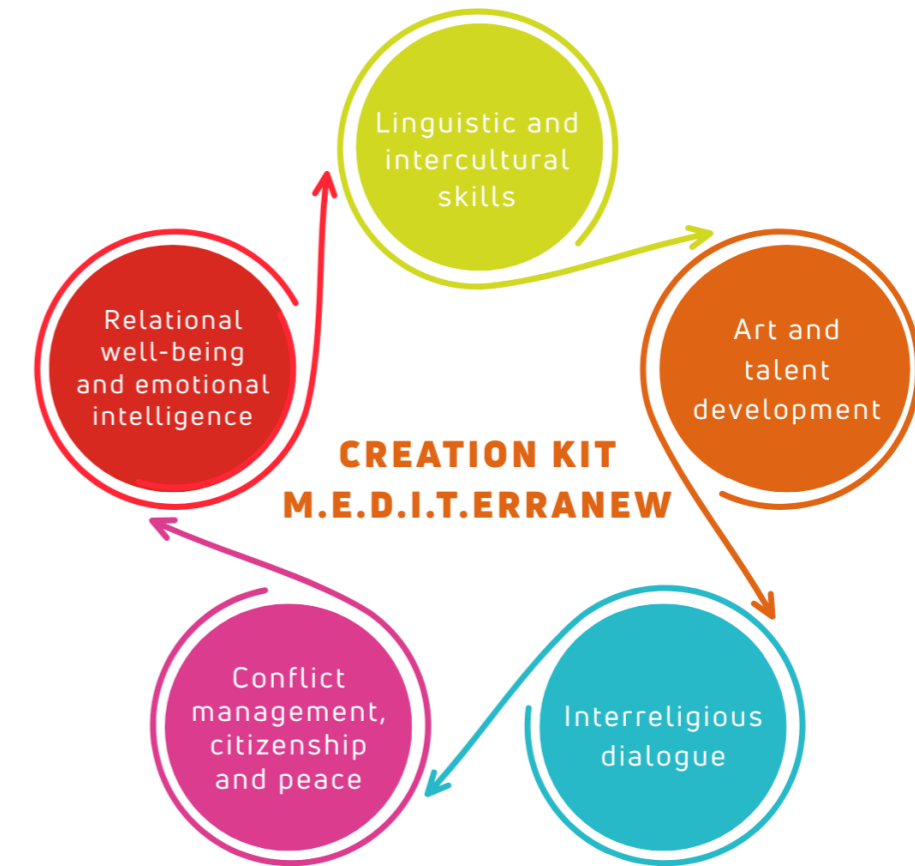 Linguistic and
intercultural
skills
Art and
talent
development
Interreligious
dialogue
Conflict
management,
citizenship
and peace
Relational
well-being
and emotional
intelligence
CREATION KIT
M.E.D.I.T.ERRANEW